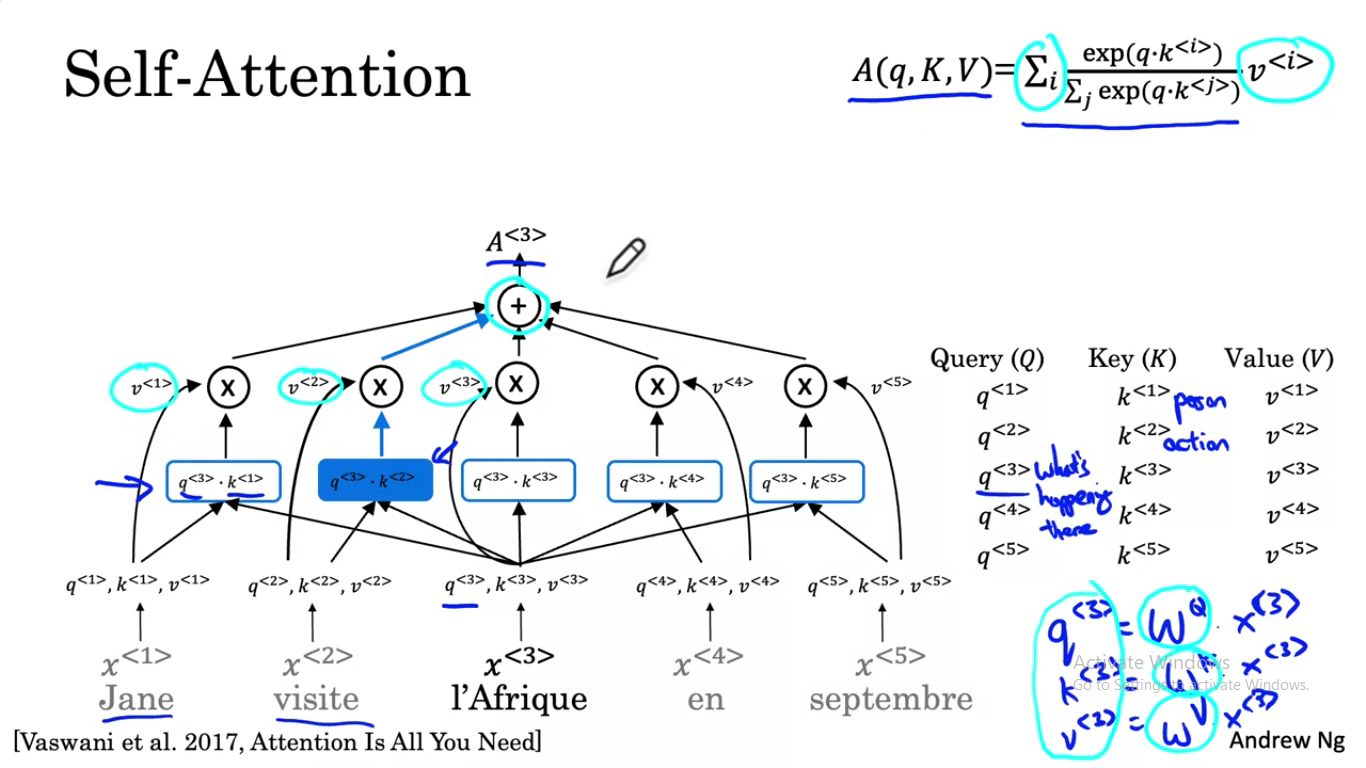 Self-Attention
A(q, K, V)= Σᵢ exp(q·k<i>) / Σⱼ exp(q·k<j>) v<i>
A<3>
+
v<1> X v<2> X v<3> X X v<4> X v<5>
q<3>·k<1> q<3>·k<2> q<3>·k<3> q<3>·k<4> q<3>·k<5>
q<1>, k<1>, v<1> q<2>, k<2>, v<2> q<3>, k<3>, v<3> q<4>, k<4>, v<4> q<5>, k<5>, v<5>
x<1> x<2> x<3> x<4> x<5>
Jane visite l’Afrique en septembre
[Vaswani et al. 2017, Attention Is All You Need]
Query (Q) Key (K) Value (V)
q<1> k<1> person v<1>
q<2> k<2> action v<2>
q<3> what's k<3> v<3>
q<4> happening k<4> v<4>
there
q<5> k<5> v<5>
q<3> = W^Q · x<3>
Activate Windows
k<3> = W^K · x<3>
Go to Settings to activate Windows.
v<3> = W^V · x<3>
Andrew Ng